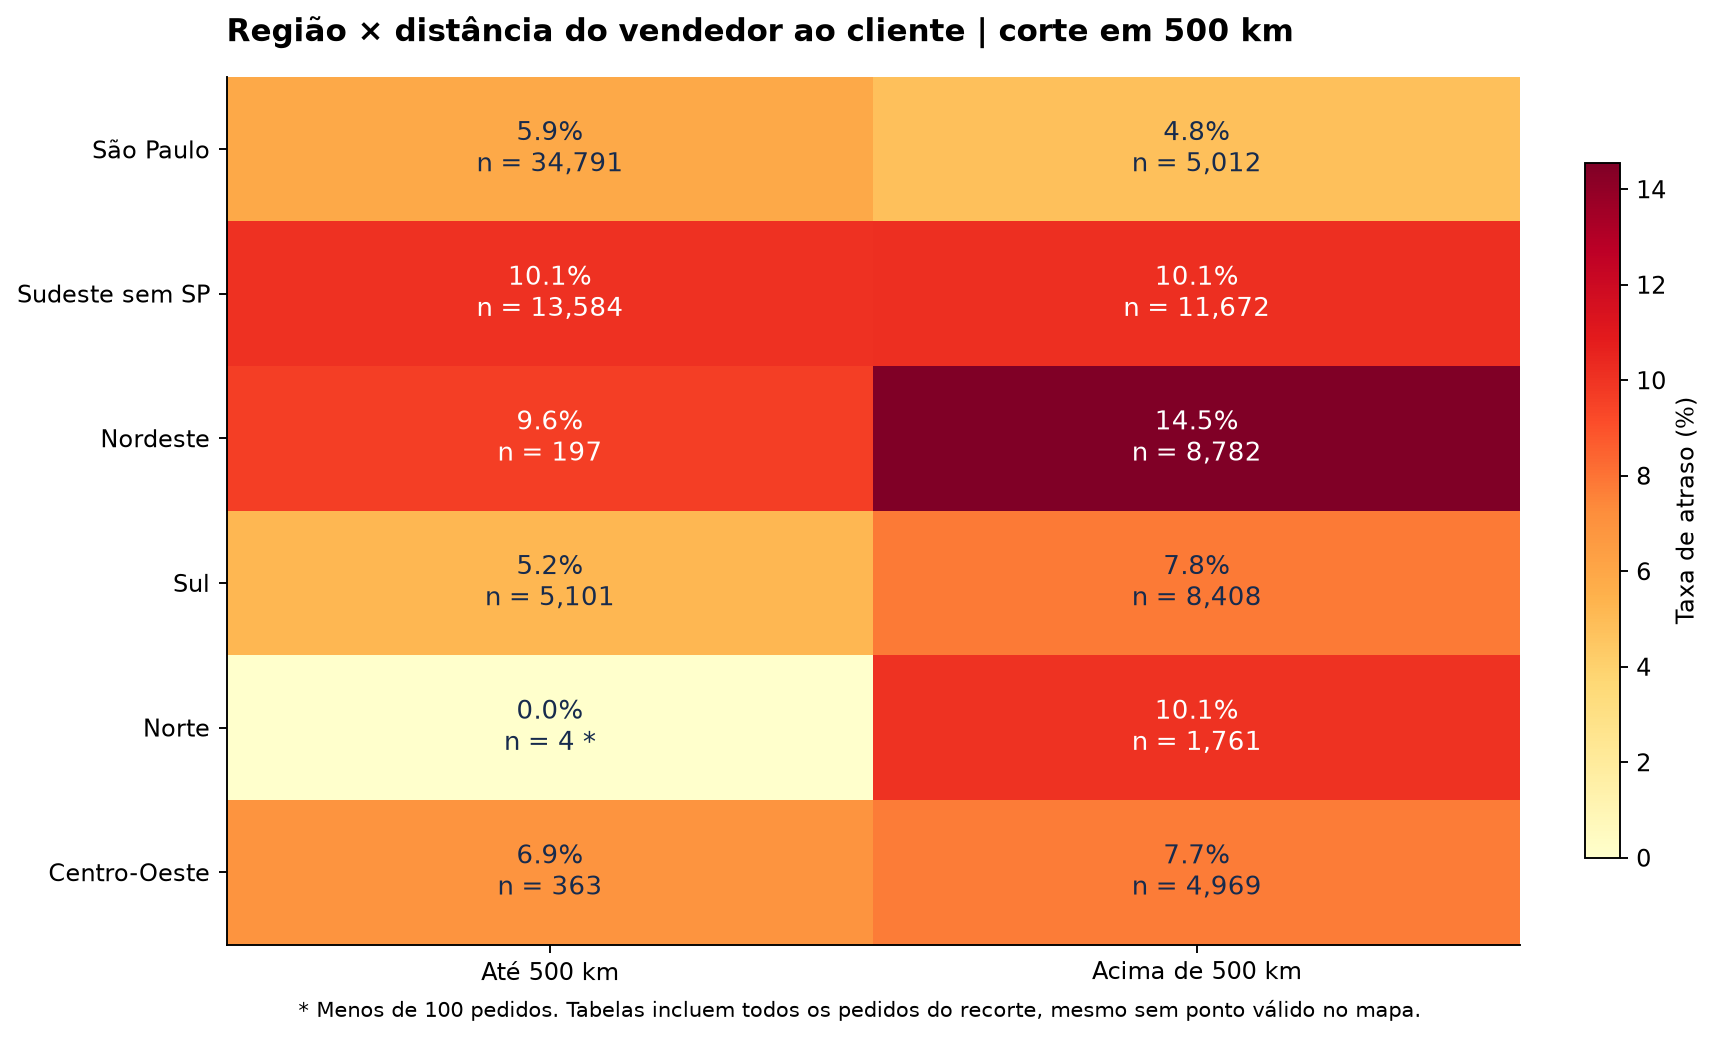 Região × distância do vendedor ao cliente | corte em 500 km
São Paulo
5.9%
n = 34,791
4.8%
n = 5,012
Sudeste sem SP
10.1%
n = 13,584
10.1%
n = 11,672
Nordeste
9.6%
n = 197
14.5%
n = 8,782
Sul
5.2%
n = 5,101
7.8%
n = 8,408
Norte
0.0%
n = 4 *
10.1%
n = 1,761
Centro-Oeste
6.9%
n = 363
7.7%
n = 4,969
Até 500 km
Acima de 500 km
14
12
10
8
6
4
2
0
Taxa de atraso (%)
* Menos de 100 pedidos. Tabelas incluem todos os pedidos do recorte, mesmo sem ponto válido no mapa.